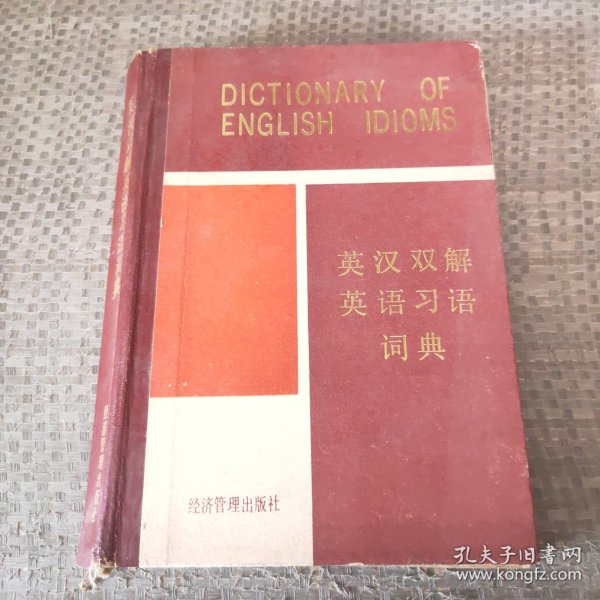 DICTIONARY OF
ENGLISH IDIOMS
英汉双解
英语习语
词典
经济管理出版社
孔夫子旧书网
www.kongfz.com